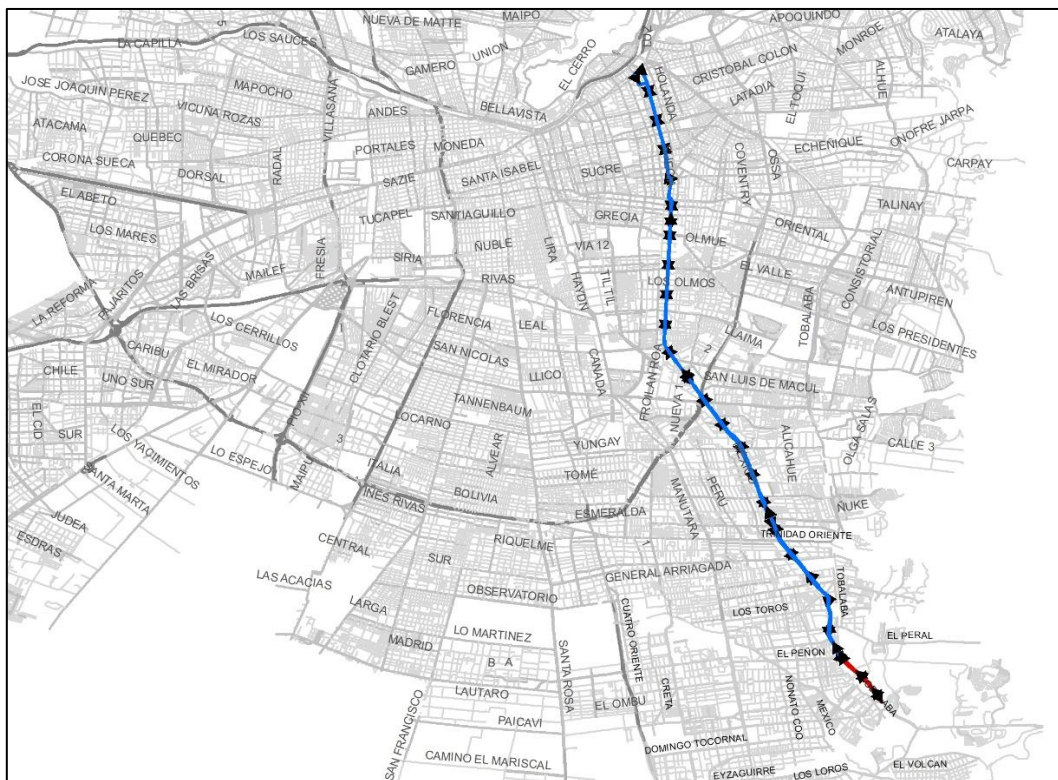 MAIPO
APOQUINDO
NUEVA DE MATTE
5
LOS SAUCES
LA CAPILLA
UNION
GAMERO
EL CERRO
MONROE
ATALAYA
CRISTOBAL COLON
HOLANDA
ALHUE
MAPOCHO
JOSE JOAQUIN PEREZ
VICUÑA ROZAS
VILLASANA
ANDES
BELLAVISTA
LATADIA
EL TOQUI
ONOFRE JARPA
ATACAMA
QUEBEC
PORTALES
MONEDA
ECHEÑIQUE
OSSA
COVENTRY
CARPAY
CORONA SUECA
DORSAL
RADAL
SAZIE
SANTA ISABEL
SUCRE
EL ABETO
TUCAPEL
SANTIAGUILLO
GRECIA
TALINAY
LOS MARES
ÑUBLE
LIRA
VIA 12
OLMUE
ORIENTAL
CONSISTORIAL
LAS BRISAS
MAILEF
FRESIA
SIRIA
RIVAS
HAYDN
TILTIL
LOS OLMOS
EL VALLE
ANTUPIREN
LA REFORMA
PAJARITOS
LOS CERRILLOS
CLOTARIO BLEST
FLORENCIA
LEAL
TOBALABA
LOS PRESIDENTES
CARIBU
LLAIMA
SAN NICOLAS
CHILE
UNO SUR
EL MIRADOR
LLICO
CANADA
FROILAN ROA
2
SAN LUIS DE MACUL
NUEVA 1
EL CID
SUR
PIO XII
LOCARNO
TANNENBAUM
OLGA SALAS
CALLE 3
LOS YACIMIENTOS
LO ESPEJO
3
ALVEAR
YUNGAY
ALICAHUE
SANTA MARTA
MAIPU
ITALIA
TOMÉ
PERU
MANUTARA
JUDEA
INES RIVAS
BOLIVIA
ESMERALDA
ÑUKE
ESDRAS
CENTRAL
RIQUELME
1
TRINIDAD ORIENTE
SUR
GENERAL ARRIAGADA
TOBALABA
LAS ACACIAS
OBSERVATORIO
LARGA
LOS TOROS
CUATRO ORIENTE
MADRID
LO MARTINEZ
EL PERAL
B A
EL PEÑON
SANTA ROSA
CRETA
LAUTARO
EL OMBU
NONATO COO
MEXICO
PAICAVI
SAN FRANCISCO
DOMINGO TOCORNAL
CAMINO EL MARISCAL
EL VOLCAN
LOS LOROS
EYZAGUIRRE